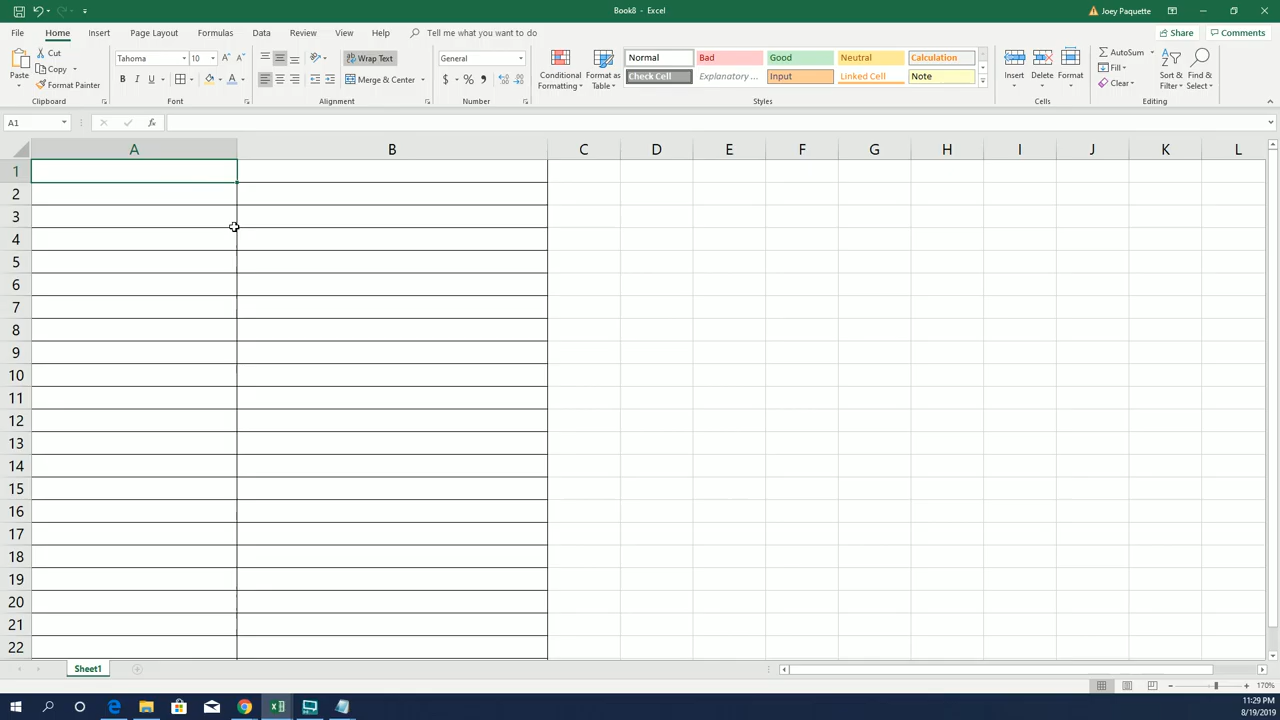 Book8 - Excel
Joey Paquette
File Home Insert Page Layout Formulas Data Review View Help Tell me what you want to do
Share Comments
Paste Cut Copy Format Painter
Tahoma 10
B I U
Wrap Text
Merge & Center
General
$ % ,
Conditional Formatting
Format as Table
Normal Bad Good Neutral Calculation
Check Cell Explanatory ... Input Linked Cell Note
Insert Delete Format
AutoSum
Fill
Clear
Sort & Filter
Find & Select
Clipboard Font Alignment Number Styles Cells Editing
A1 fx
A B C D E F G H I J K L
1
2
3
4
5
6
7
8
9
10
11
12
13
14
15
16
17
18
19
20
21
22
Sheet1
170%
11:29 PM
8/19/2019